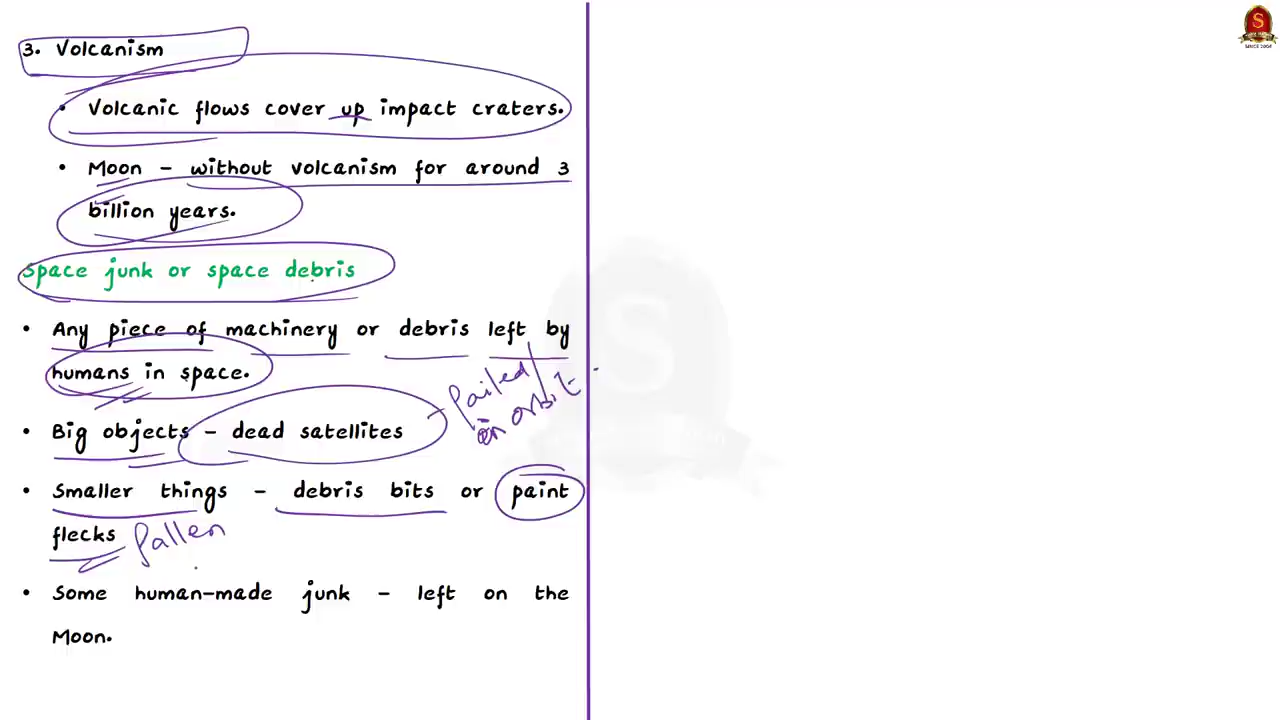 3. Volcanism
• Volcanic flows cover up impact craters.
• Moon – without volcanism for around 3
billion years.
Space junk or space debris
• Any piece of machinery or debris left by
humans in space.
failed/
in orbit
• Big objects – dead satellites
• Smaller things – debris bits or paint
flecks fallen
• Some human-made junk – left on the
Moon.
S
SINCE 2004